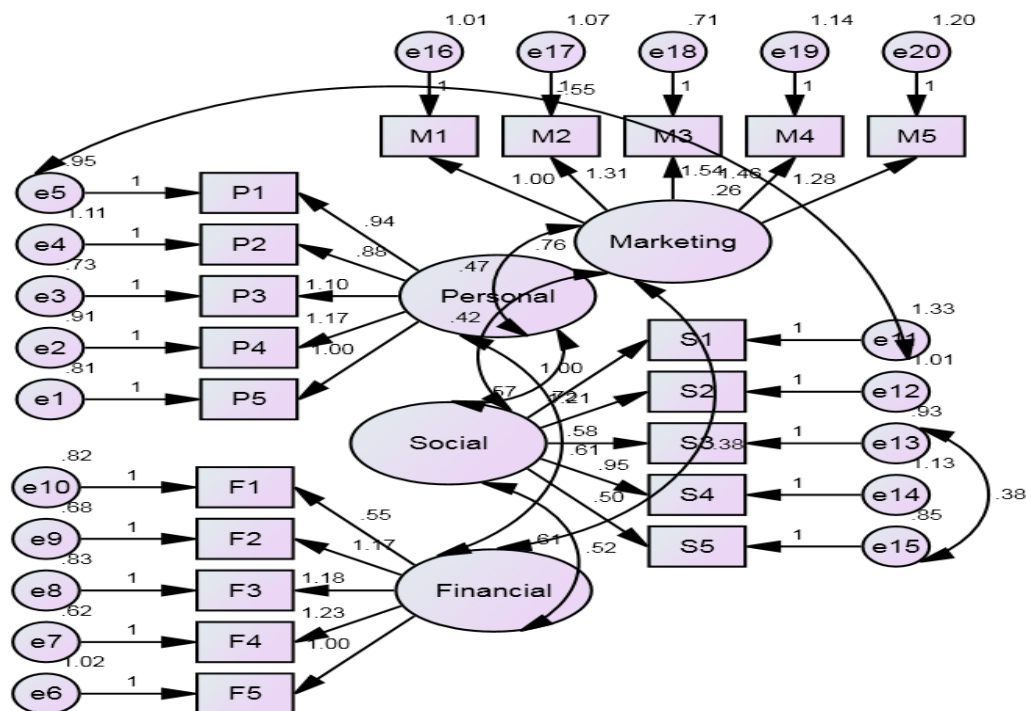 1.01 1.07 .71 1.14 1.20
e16 e17 e18 e19 e20
1 1 1 1 1
-.55
M1 M2 M3 M4 M5
1.00 1.31 1.54 1.46 1.28
.26
Marketing
.95
e5 1 P1
1.11
e4 1 P2
.73
e3 1 P3
.91
e2 1 P4
.81
e1 1 P5
.94
.88
1.10
1.17
1.00
.76
Personal
.47
.42
1.33
S1 1 e11
1.01
S2 1 e12
.93
S3 1 e13
1.13
S4 1 e14
.85
S5 1 e15
.38
1.00
1.21
.58
.95
.50
.57
Social
.61
.38
.82
e10 1 F1
.68
e9 1 F2
.83
e8 1 F3
.62
e7 1 F4
1.02
e6 1 F5
.55
1.17
1.18
1.23
1.00
.61
.52
Financial